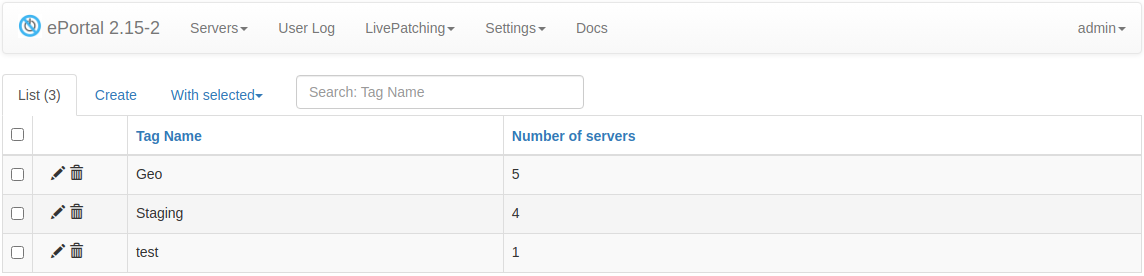 ePortal 2.15-2 Servers User Log LivePatching Settings Docs admin
List (3) Create With selected Search: Tag Name
Tag Name Number of servers
Geo 5
Staging 4
test 1